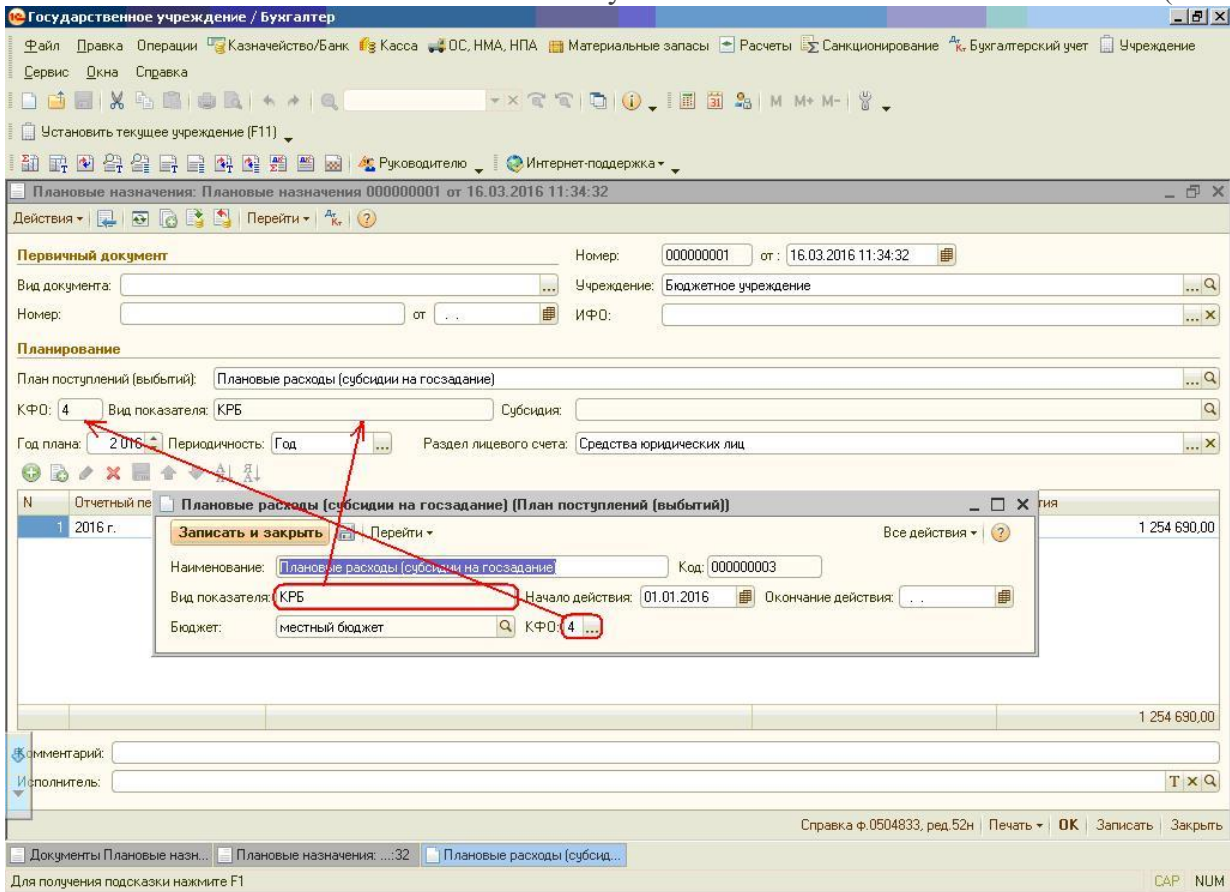 Государственное учреждение / Бухгалтер
Файл Правка Операции Казначейство/Банк Касса ОС, НМА, НПА Материальные запасы Расчеты Санкционирование Бухгалтерский учет Учреждение
Сервис Окна Справка
M M+ M-
Установить текущее учреждение (F11)
Руководителю Интернет-поддержка
Плановые назначения: Плановые назначения 000000001 от 16.03.2016 11:34:32
Действия Перейти
Первичный документ Номер: 000000001 от : 16.03.2016 11:34:32
Вид документа: ... Учреждение: Бюджетное учреждение ...
Номер: от . . ИФО: ...
Планирование
План поступлений (выбытий): Плановые расходы (субсидии на госзадание) ...
КФО: 4 Вид показателя: КРБ Субсидия:
Год плана: 2 016 Периодичность: Год ... Раздел лицевого счета: Средства юридических лиц ...
N Отчетный пе
1 2016 г. 1 254 690,00
Плановые расходы (субсидии на госзадание) (План поступлений (выбытий))
Записать и закрыть Перейти Все действия
Наименование: Плановые расходы (субсидии на госзадание) Код: 000000003
Вид показателя: КРБ Начало действия: 01.01.2016 Окончание действия: . .
Бюджет: местный бюджет КФО: 4 ...
1 254 690,00
Комментарий:
Исполнитель: T
Справка ф.0504833, ред.52н Печать OK Записать Закрыть
Документы Плановые назн... Плановые назначения: ...:32 Плановые расходы (субсид...
Для получения подсказки нажмите F1 CAP NUM